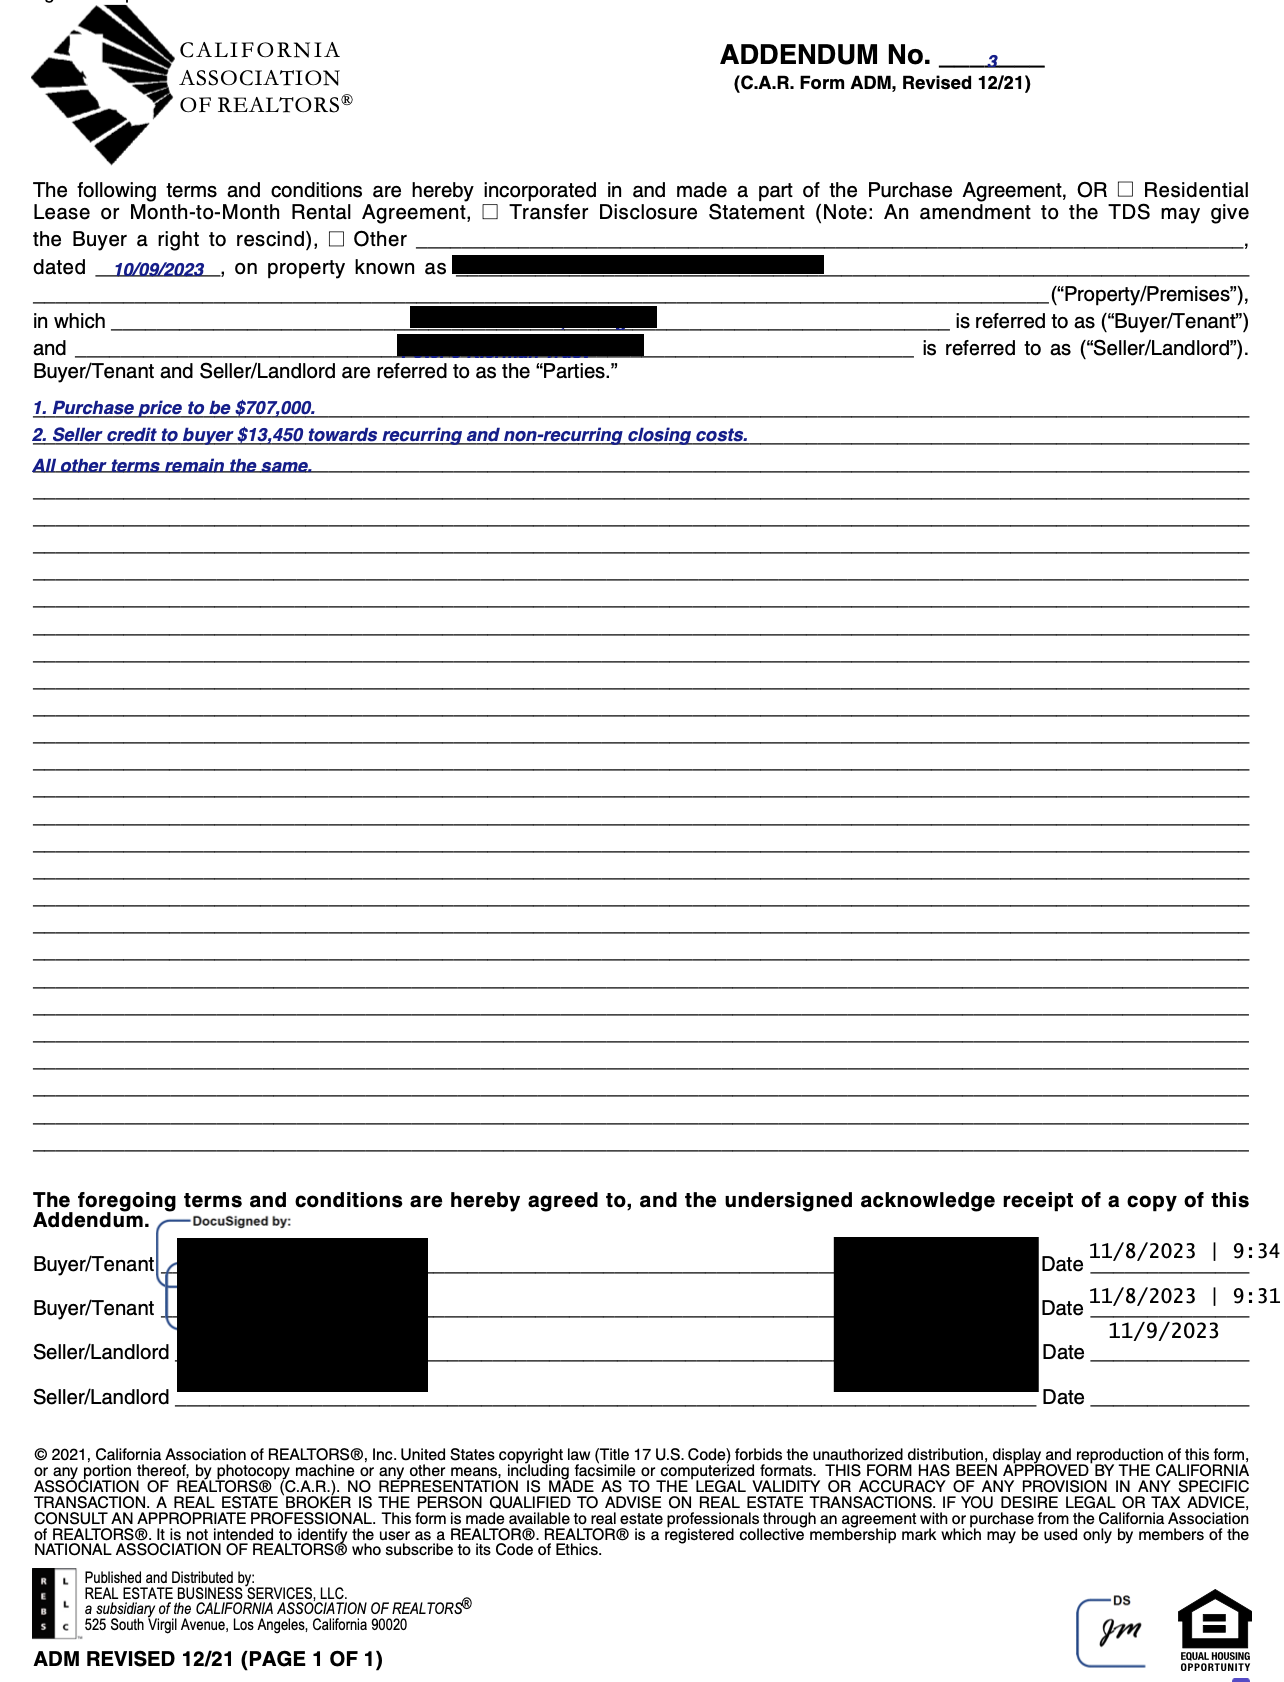 CALIFORNIA
ASSOCIATION
OF REALTORS®
ADDENDUM No. 3
(C.A.R. Form ADM, Revised 12/21)
The following terms and conditions are hereby incorporated in and made a part of the Purchase Agreement, OR ☐ Residential
Lease or Month-to-Month Rental Agreement, ☐ Transfer Disclosure Statement (Note: An amendment to the TDS may give
the Buyer a right to rescind), ☐ Other ,
dated 10/09/2023 , on property known as
(“Property/Premises”),
in which is referred to as (“Buyer/Tenant”)
and is referred to as (“Seller/Landlord”).
Buyer/Tenant and Seller/Landlord are referred to as the “Parties.”
1. Purchase price to be $707,000.
2. Seller credit to buyer $13,450 towards recurring and non-recurring closing costs.
All other terms remain the same.
The foregoing terms and conditions are hereby agreed to, and the undersigned acknowledge receipt of a copy of this
Addendum.
DocuSigned by:
Buyer/Tenant Date 11/8/2023 | 9:34
Buyer/Tenant Date 11/8/2023 | 9:31
Seller/Landlord Date 11/9/2023
Seller/Landlord Date
© 2021, California Association of REALTORS®, Inc. United States copyright law (Title 17 U.S. Code) forbids the unauthorized distribution, display and reproduction of this form,
or any portion thereof, by photocopy machine or any other means, including facsimile or computerized formats. THIS FORM HAS BEEN APPROVED BY THE CALIFORNIA
ASSOCIATION OF REALTORS® (C.A.R.). NO REPRESENTATION IS MADE AS TO THE LEGAL VALIDITY OR ACCURACY OF ANY PROVISION IN ANY SPECIFIC
TRANSACTION. A REAL ESTATE BROKER IS THE PERSON QUALIFIED TO ADVISE ON REAL ESTATE TRANSACTIONS. IF YOU DESIRE LEGAL OR TAX ADVICE,
CONSULT AN APPROPRIATE PROFESSIONAL. This form is made available to real estate professionals through an agreement with or purchase from the California Association
of REALTORS®. It is not intended to identify the user as a REALTOR®. REALTOR® is a registered collective membership mark which may be used only by members of the
NATIONAL ASSOCIATION OF REALTORS® who subscribe to its Code of Ethics.
R L
E L
B C
S
Published and Distributed by:
REAL ESTATE BUSINESS SERVICES, LLC.
a subsidiary of the CALIFORNIA ASSOCIATION OF REALTORS®
525 South Virgil Avenue, Los Angeles, California 90020
ADM REVISED 12/21 (PAGE 1 OF 1)
DS
JM
EQUAL HOUSING
OPPORTUNITY